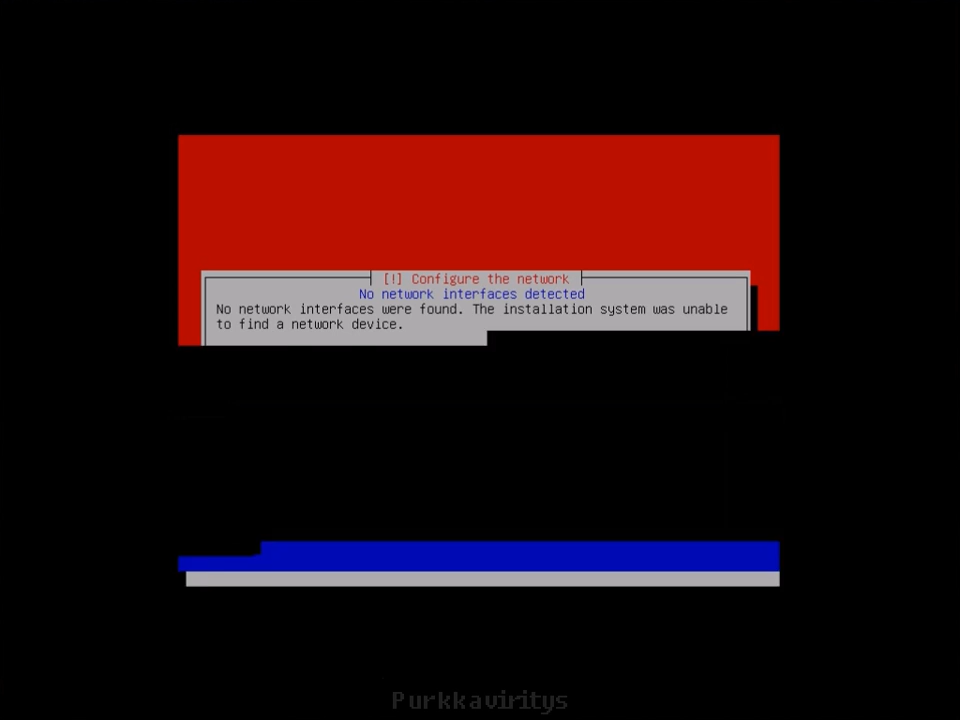 [!] Configure the network
No network interfaces detected
No network interfaces were found. The installation system was unable
to find a network device.
Purkkaviritys